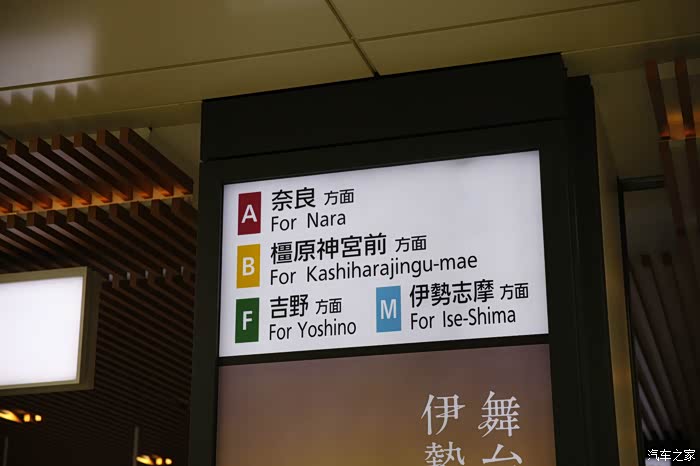 A 奈良 方面
For Nara
B 橿原神宮前 方面
For Kashiharajingu-mae
F 吉野 方面
For Yoshino
M 伊勢志摩 方面
For Ise-Shima
舞
伊勢
汽车之家